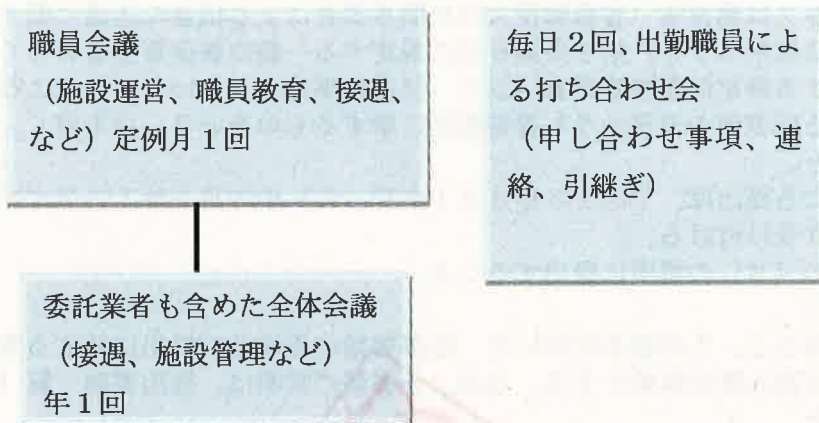 職員会議
（施設運営、職員教育、接遇、
など）定例月１回
毎日２回、出勤職員によ
る打ち合わせ会
（申し合わせ事項、連
絡、引継ぎ）
委託業者も含めた全体会議
（接遇、施設管理など）
年１回